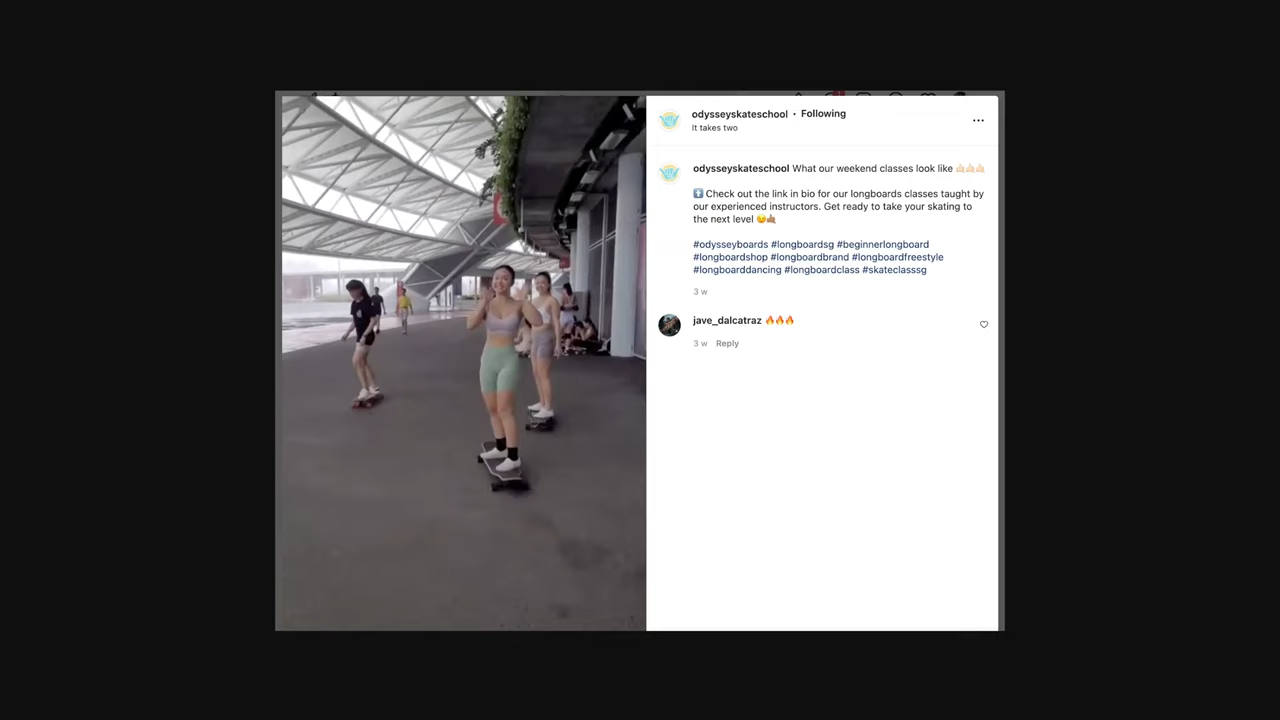 odysseyskateschool • Following
It takes two
odysseyskateschool What our weekend classes look like 🤙🏻🤙🏻🤙🏻
⬆️ Check out the link in bio for our longboards classes taught by
our experienced instructors. Get ready to take your skating to
the next level 😉🤙🏽
#odysseyboards #longboardsg #beginnerlongboard
#longboardshop #longboardbrand #longboardfreestyle
#longboarddancing #longboardclass #skateclasssg
3 w
jave_dalcatraz 🔥🔥🔥
3 w Reply